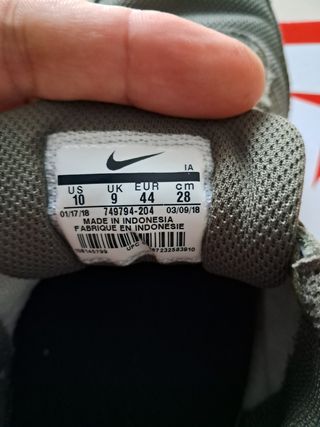 IA
US UK EUR cm
10 9 44 28
01/17/18 749794-204 03/09/18
MADE IN INDONESIA
FABRIQUE EN INDONESIE